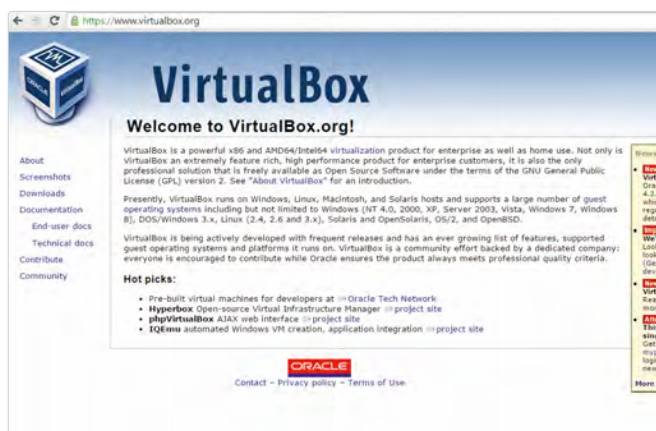 https://www.virtualbox.org
ORACLE
VirtualBox
VirtualBox
Welcome to VirtualBox.org!
VirtualBox is a powerful x86 and AMD64/Intel64 virtualization product for enterprise as well as home use. Not only is
VirtualBox an extremely feature rich, high performance product for enterprise customers, it is also the only
professional solution that is freely available as Open Source Software under the terms of the GNU General Public
License (GPL) version 2. See "About VirtualBox" for an introduction.
Presently, VirtualBox runs on Windows, Linux, Macintosh, and Solaris hosts and supports a large number of guest
operating systems including but not limited to Windows (NT 4.0, 2000, XP, Server 2003, Vista, Windows 7, Windows
8), DOS/Windows 3.x, Linux (2.4, 2.6 and 3.x), Solaris and OpenSolaris, OS/2, and OpenBSD.
VirtualBox is being actively developed with frequent releases and has an ever growing list of features, supported
guest operating systems and platforms it runs on. VirtualBox is a community effort backed by a dedicated company:
everyone is encouraged to contribute while Oracle ensures the product always meets professional quality criteria.
Hot picks:
• Pre-built virtual machines for developers at Oracle Tech Network
• Hyperbox Open-source Virtual Infrastructure Manager project site
• phpVirtualBox AJAX web interface project site
• IQEmu automated Windows VM creation, application integration project site
About
Screenshots
Downloads
Documentation
End-user docs
Technical docs
Contribute
Community
ORACLE
Contact – Privacy policy – Terms of Use
More